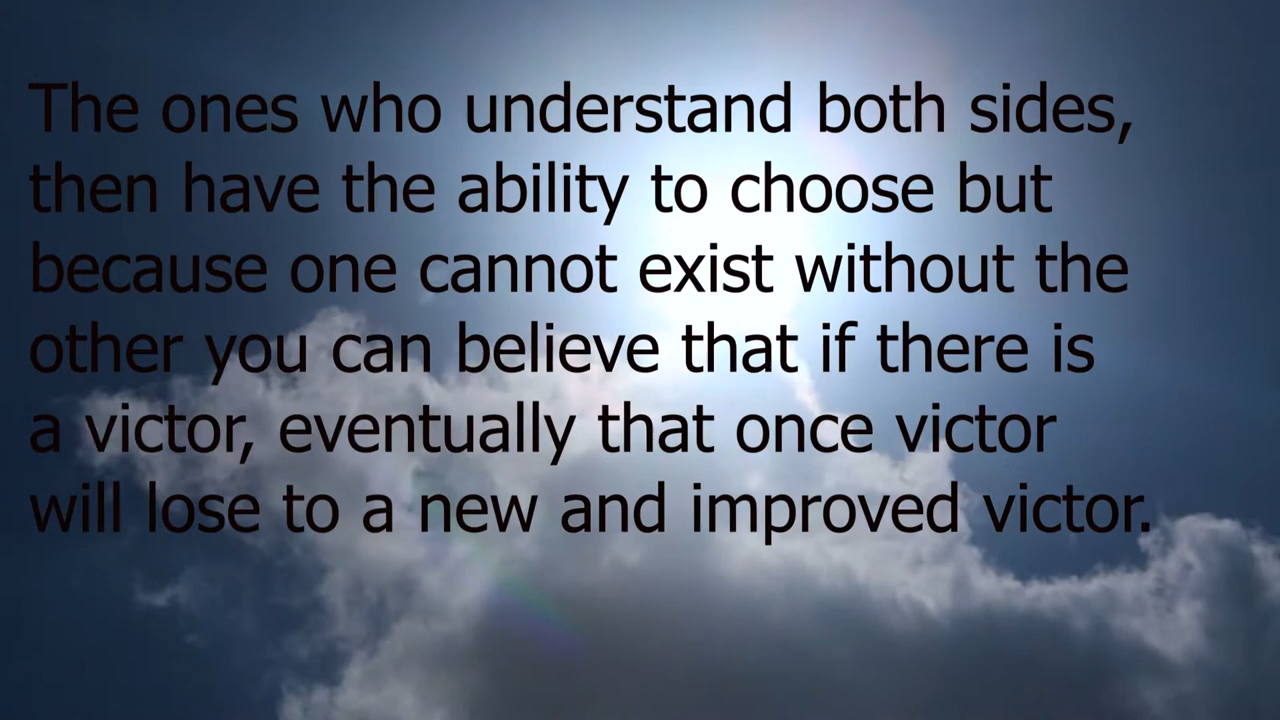 The ones who understand both sides,
then have the ability to choose but
because one cannot exist without the
other you can believe that if there is
a victor, eventually that once victor
will lose to a new and improved victor.